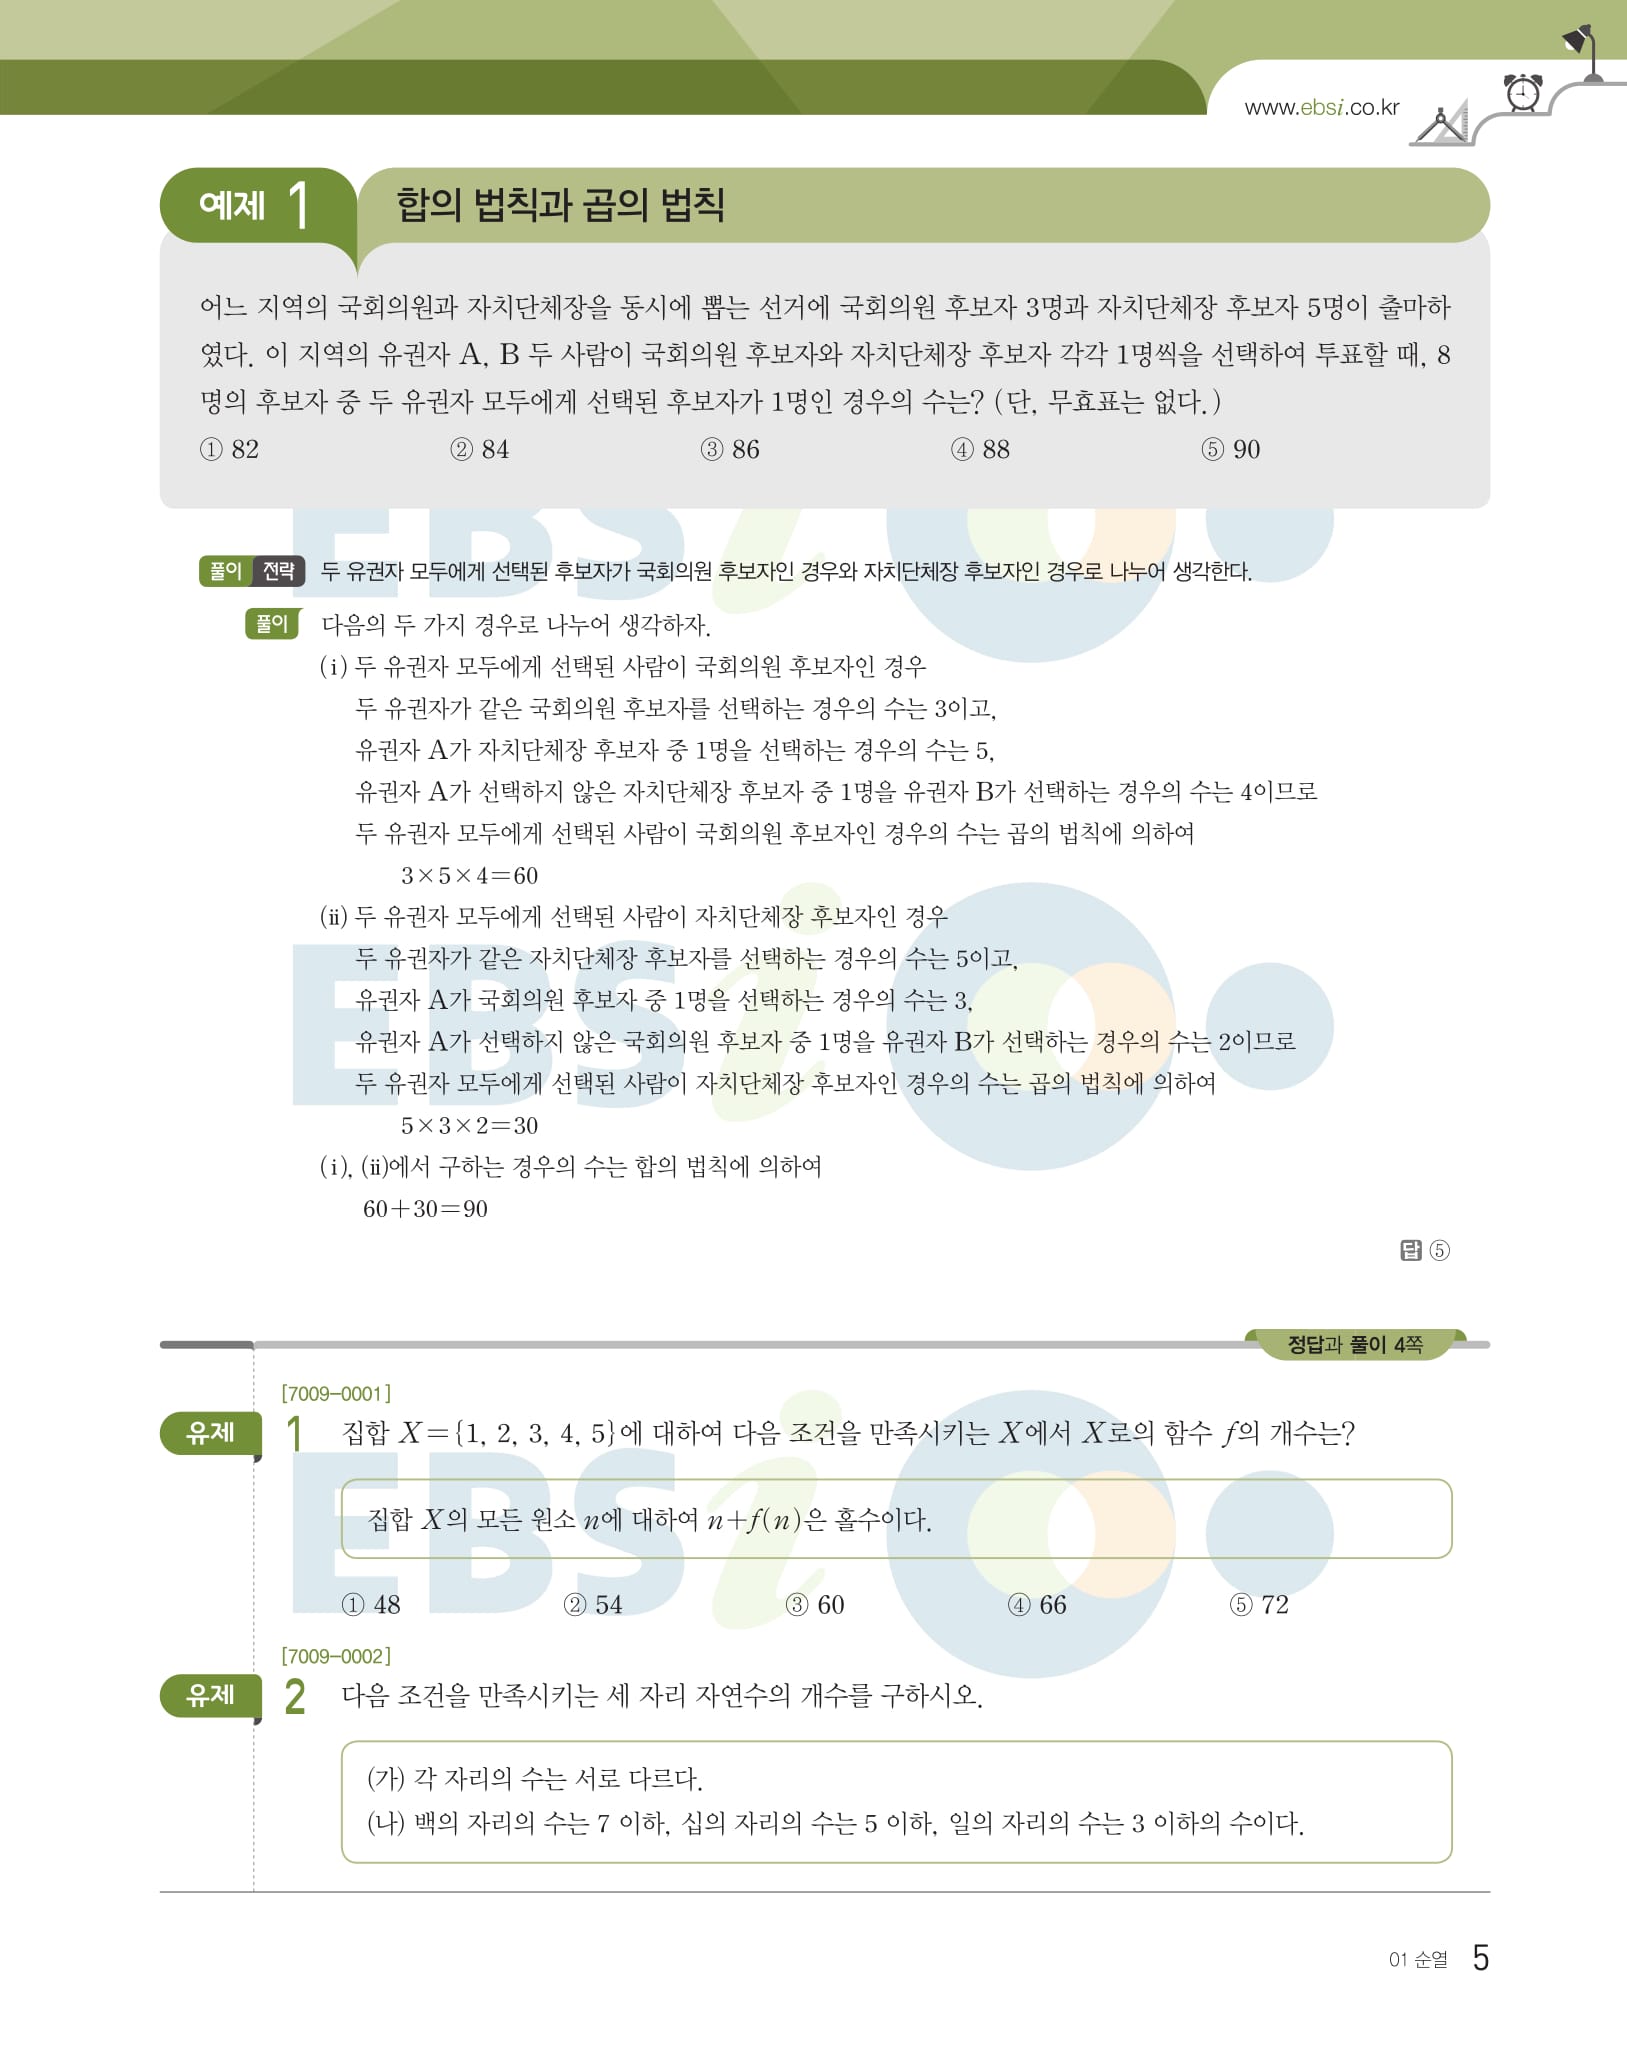 www.ebsi.co.kr
예제 1 합의 법칙과 곱의 법칙
어느 지역의 국회의원과 자치단체장을 동시에 뽑는 선거에 국회의원 후보자 3명과 자치단체장 후보자 5명이 출마하
였다. 이 지역의 유권자 A, B 두 사람이 국회의원 후보자와 자치단체장 후보자 각각 1명씩을 선택하여 투표할 때, 8
명의 후보자 중 두 유권자 모두에게 선택된 후보자가 1명인 경우의 수는? (단, 무효표는 없다.)
① 82 ② 84 ③ 86 ④ 88 ⑤ 90
풀이 전략 두 유권자 모두에게 선택된 후보자가 국회의원 후보자인 경우와 자치단체장 후보자인 경우로 나누어 생각한다.
풀이 다음의 두 가지 경우로 나누어 생각하자.
(ⅰ) 두 유권자 모두에게 선택된 사람이 국회의원 후보자인 경우
두 유권자가 같은 국회의원 후보자를 선택하는 경우의 수는 3이고,
유권자 A가 자치단체장 후보자 중 1명을 선택하는 경우의 수는 5,
유권자 A가 선택하지 않은 자치단체장 후보자 중 1명을 유권자 B가 선택하는 경우의 수는 4이므로
두 유권자 모두에게 선택된 사람이 국회의원 후보자인 경우의 수는 곱의 법칙에 의하여
3×5×4=60
(ⅱ) 두 유권자 모두에게 선택된 사람이 자치단체장 후보자인 경우
두 유권자가 같은 자치단체장 후보자를 선택하는 경우의 수는 5이고,
유권자 A가 국회의원 후보자 중 1명을 선택하는 경우의 수는 3,
유권자 A가 선택하지 않은 국회의원 후보자 중 1명을 유권자 B가 선택하는 경우의 수는 2이므로
두 유권자 모두에게 선택된 사람이 자치단체장 후보자인 경우의 수는 곱의 법칙에 의하여
5×3×2=30
(ⅰ), (ⅱ)에서 구하는 경우의 수는 합의 법칙에 의하여
60+30=90
답 ⑤
정답과 풀이 4쪽
[7009-0001]
유제 1 집합 X={1, 2, 3, 4, 5}에 대하여 다음 조건을 만족시키는 X에서 X로의 함수 f의 개수는?
집합 X의 모든 원소 n에 대하여 n+f(n)은 홀수이다.
① 48 ② 54 ③ 60 ④ 66 ⑤ 72
[7009-0002]
유제 2 다음 조건을 만족시키는 세 자리 자연수의 개수를 구하시오.
(가) 각 자리의 수는 서로 다르다.
(나) 백의 자리의 수는 7 이하, 십의 자리의 수는 5 이하, 일의 자리의 수는 3 이하의 수이다.
01 순열 5
EBSi
EBSi
EBSi